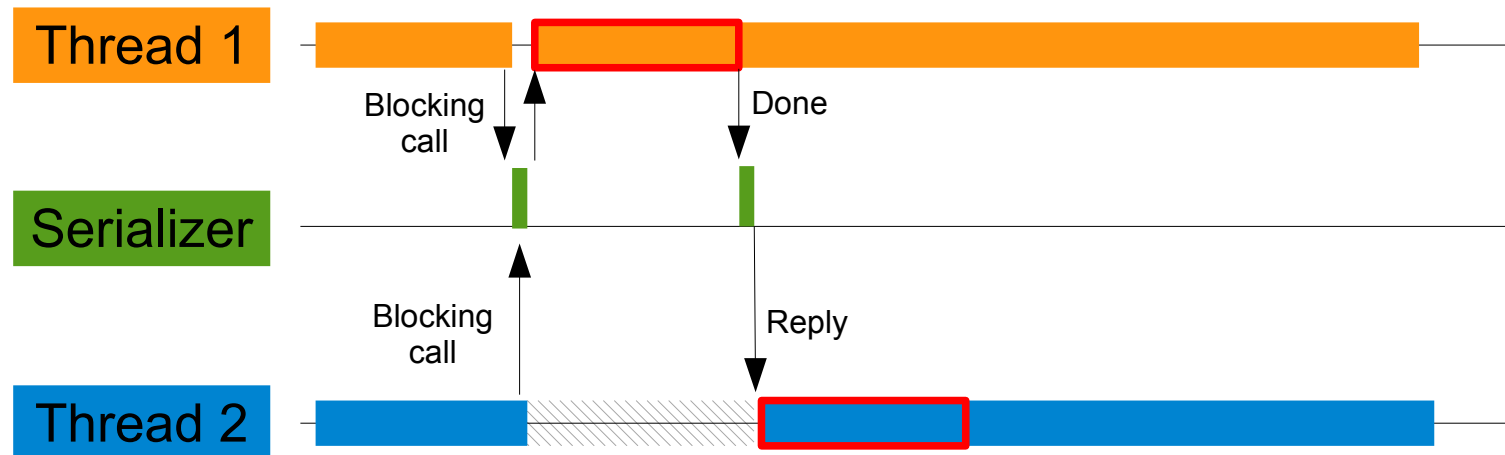 Thread 1
Blocking
call
Done
Serializer
Blocking
call
Reply
Thread 2